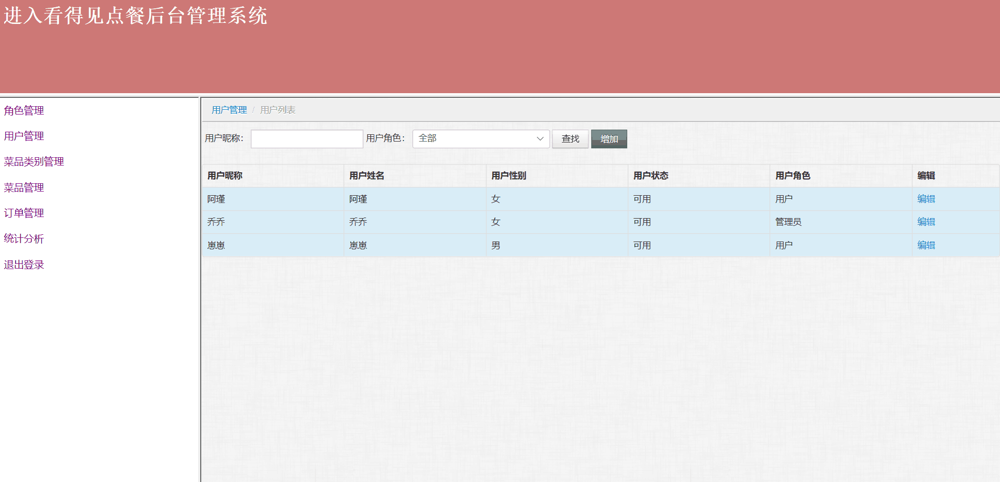 进入看得见点餐后台管理系统
角色管理
用户管理
菜品类别管理
菜品管理
订单管理
统计分析
退出登录
用户管理 / 用户列表
用户昵称： 用户角色： 全部 查找 增加
用户昵称 用户姓名 用户性别 用户状态 用户角色 编辑
阿瑾 阿瑾 女 可用 用户 编辑
乔乔 乔乔 女 可用 管理员 编辑
崽崽 崽崽 男 可用 用户 编辑